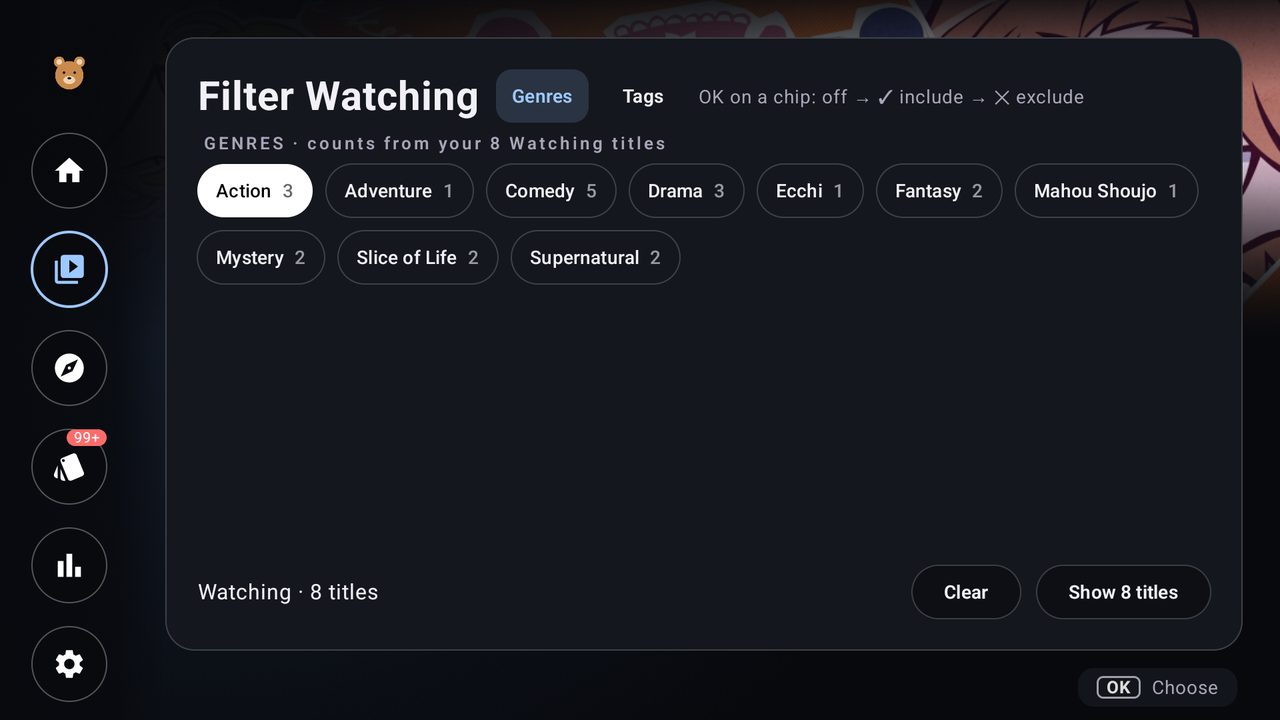 Filter Watching Genres Tags OK on a chip: off → ✓ include → ✕ exclude
GENRES · counts from your 8 Watching titles
Action 3 Adventure 1 Comedy 5 Drama 3 Ecchi 1 Fantasy 2 Mahou Shoujo 1
Mystery 2 Slice of Life 2 Supernatural 2
99+
Watching · 8 titles Clear Show 8 titles
OK Choose